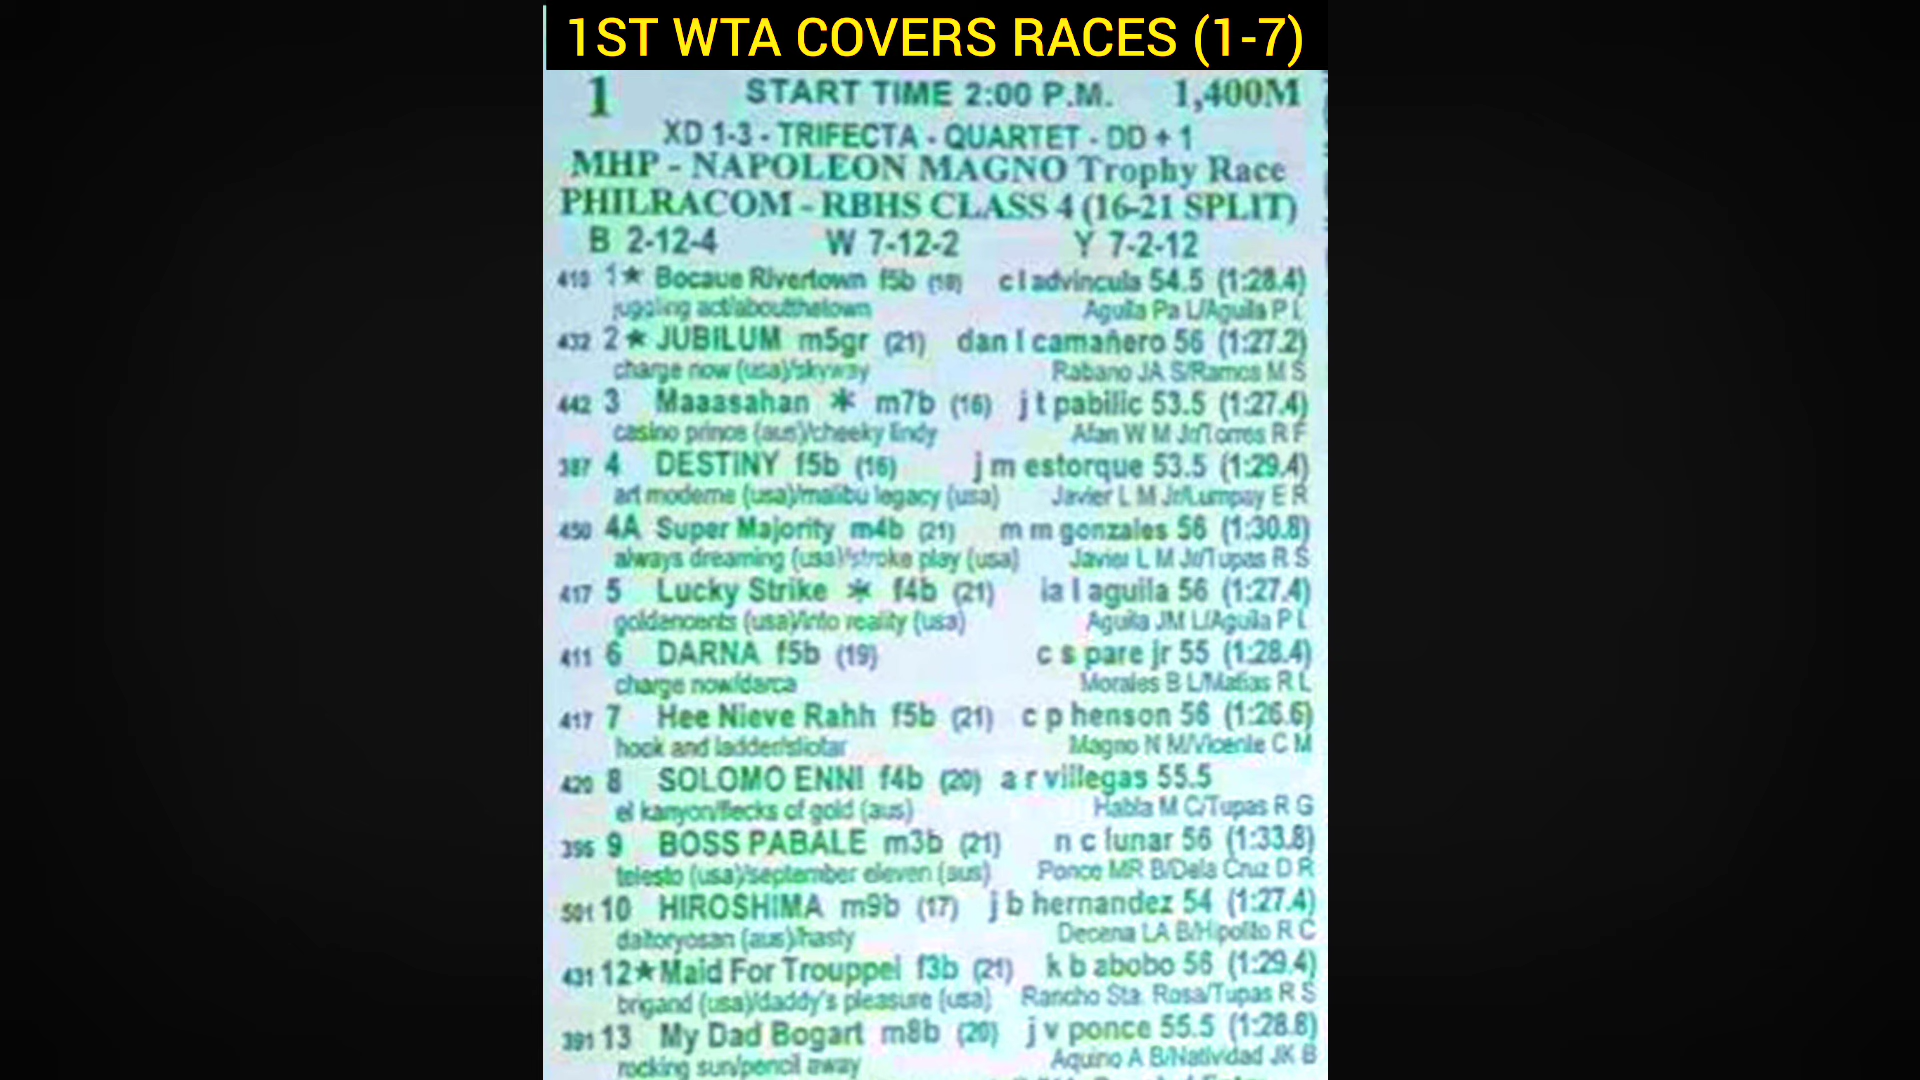 1ST WTA COVERS RACES (1-7)
1 START TIME 2:00 P.M. 1,400M
XD 1-3 - TRIFECTA - QUARTET - DD + 1
MHP - NAPOLEON MAGNO Trophy Race
PHILRACOM - RBHS CLASS 4 (16-21 SPLIT)
B 2-12-4 W 7-12-2 Y 7-2-12
410 1★ Bocaue Rivertown f5b (18) c l advincula 54.5 (1:28.4)
juggling act/aboutthetown Aguila Pa L/Aguila P L
432 2★ JUBILUM m5gr (21) dan l camañero 56 (1:27.2)
charge now (usa)/skyway Rabano JA S/Ramos M S
442 3 Maaasahan * m7b (16) j t pabilic 53.5 (1:27.4)
casino prince (aus)/cheeky lindy Afan W M Jr/Torres R F
387 4 DESTINY f5b (16) j m estorque 53.5 (1:29.4)
art moderne (usa)/malibu legacy (usa) Javier L M Jr/Lumpay E R
450 4A Super Majority m4b (21) m m gonzales 56 (1:30.8)
always dreaming (usa)/stroke play (usa) Javier L M Jr/Tupas R S
417 5 Lucky Strike * f4b (21) ia l aguila 56 (1:27.4)
goldencents (usa)/into reality (usa) Aguila JM L/Aguila P L
411 6 DARNA f5b (19) c s pare jr 55 (1:28.4)
charge now/darca Morales B L/Matias R L
417 7 Hee Nieve Rahh f5b (21) c p henson 56 (1:26.6)
hook and ladder/sliotar Magno N M/Vicente C M
420 8 SOLOMO ENNI f4b (20) a r villegas 55.5
el kanyon/flecks of gold (aus) Habla M C/Tupas R G
395 9 BOSS PABALE m3b (21) n c lunar 56 (1:33.8)
telesto (usa)/september eleven (aus) Ponce MR B/Dela Cruz D R
501 10 HIROSHIMA m9b (17) j b hernandez 54 (1:27.4)
daitoryosan (aus)/hasty Decena LA B/Hipolito R C
431 12★ Maid For Trouppel f3b (21) k b abobo 56 (1:29.4)
brigand (usa)/daddy's pleasure (usa) Rancho Sta. Rosa/Tupas R S
391 13 My Dad Bogart m8b (20) j v ponce 55.5 (1:28.8)
rocking sun/pencil away Aquino A B/Natividad JK B